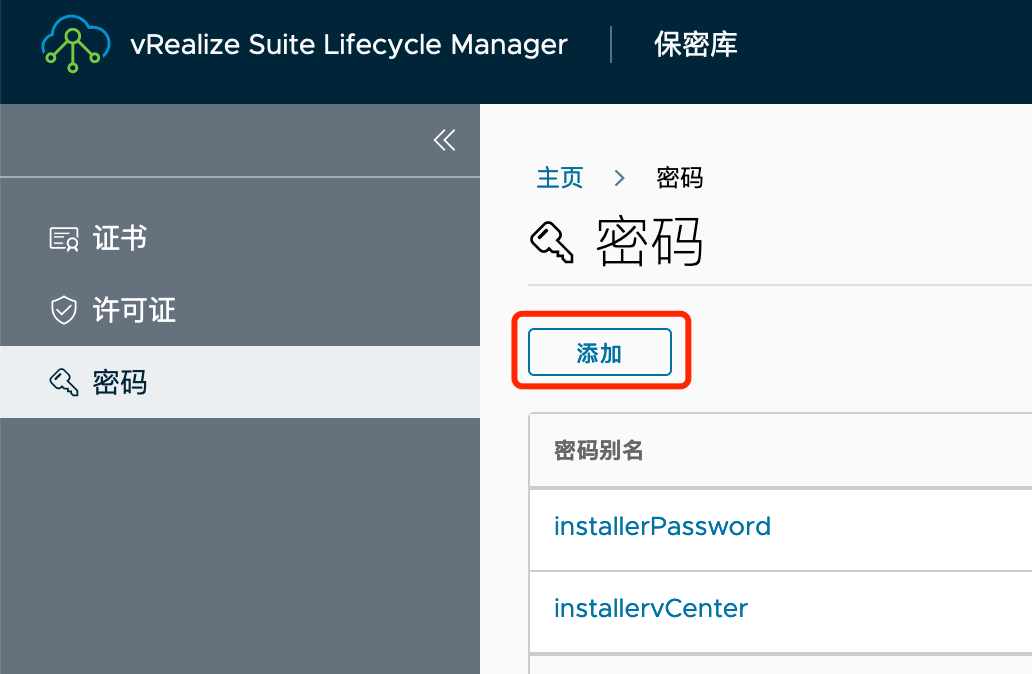 vRealize Suite Lifecycle Manager
保密库
证书
许可证
密码
主页 > 密码
密码
添加
密码别名
installerPassword
installervCenter